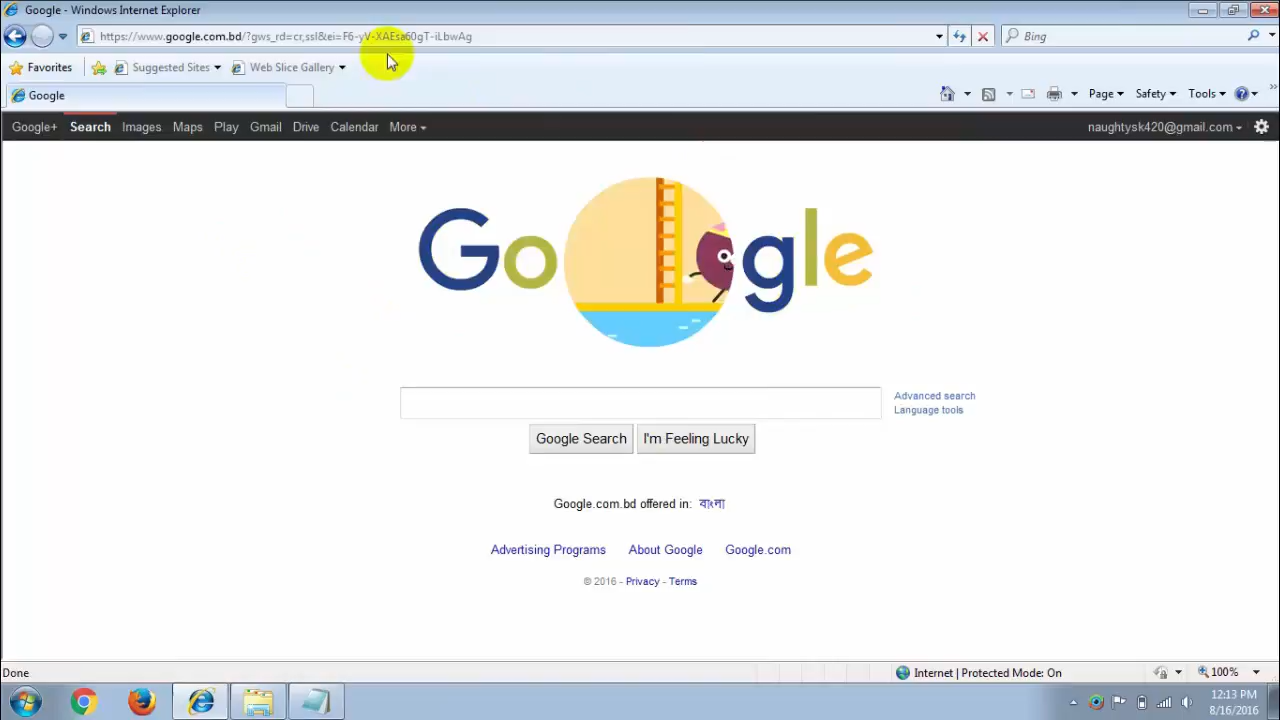 Google - Windows Internet Explorer
https://www.google.com.bd/?gws_rd=cr,ssl&ei=F6-yV-XAEsa60gT-iLbwAg
Bing
Favorites Suggested Sites Web Slice Gallery
Google
Page Safety Tools
Google+ Search Images Maps Play Gmail Drive Calendar More
naughtysk420@gmail.com
Google
Advanced search
Language tools
Google Search I'm Feeling Lucky
Google.com.bd offered in: বাংলা
Advertising Programs About Google Google.com
© 2016 - Privacy - Terms
Done
Internet | Protected Mode: On
100%
12:13 PM
8/16/2016